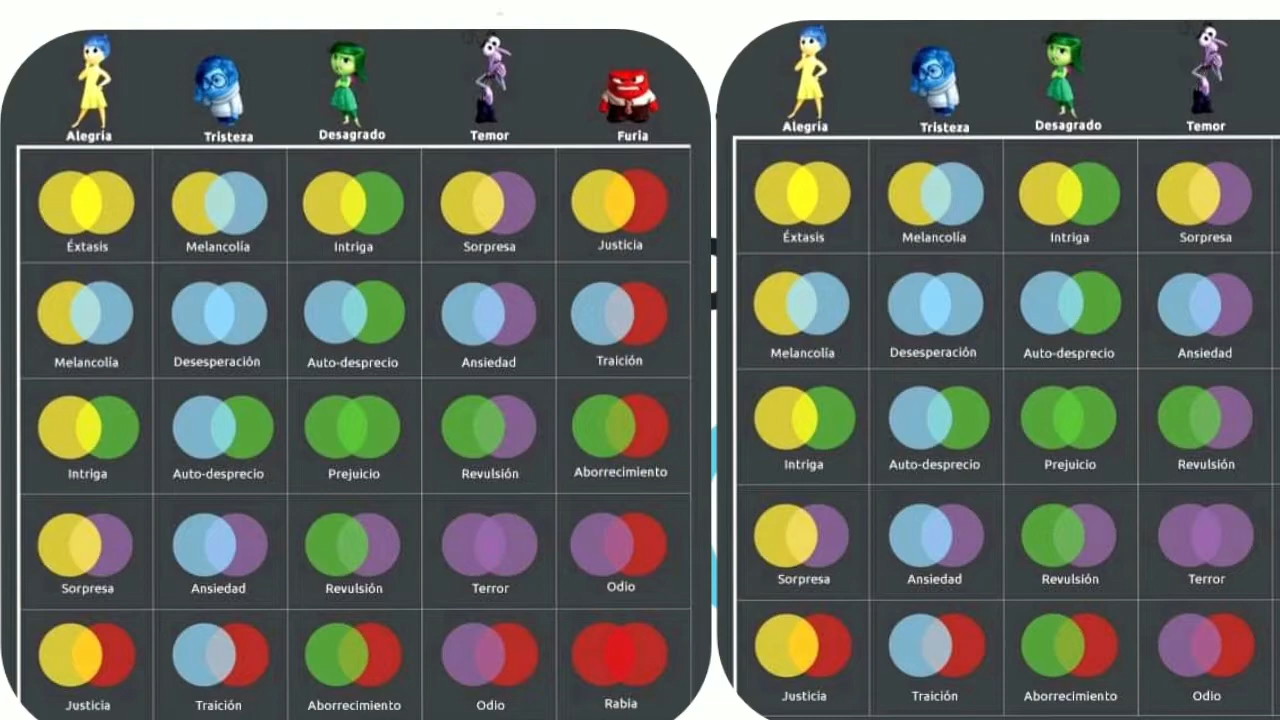 Alegría Tristeza Desagrado Temor Furia
Éxtasis Melancolía Intriga Sorpresa Justicia
Melancolía Desesperación Auto-desprecio Ansiedad Traición
Intriga Auto-desprecio Prejuicio Revulsión Aborrecimiento
Sorpresa Ansiedad Revulsión Terror Odio
Justicia Traición Aborrecimiento Odio Rabia
Alegría Tristeza Desagrado Temor
Éxtasis Melancolía Intriga Sorpresa
Melancolía Desesperación Auto-desprecio Ansiedad
Intriga Auto-desprecio Prejuicio Revulsión
Sorpresa Ansiedad Revulsión Terror
Justicia Traición Aborrecimiento Odio